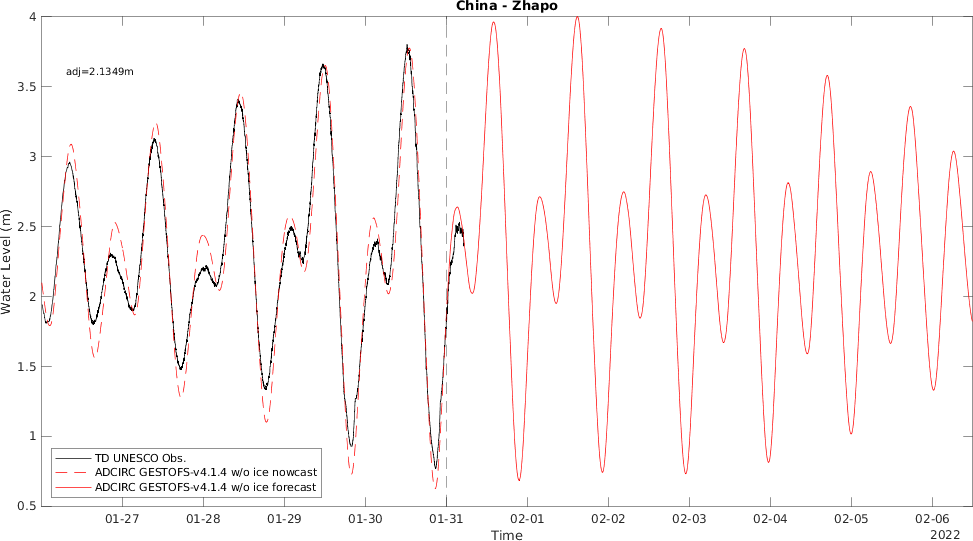 China - Zhapo
adj=2.1349m
4
3.5
3
2.5
2
1.5
1
0.5
Water Level (m)
TD UNESCO Obs.
ADCIRC GESTOFS-v4.1.4 w/o ice nowcast
ADCIRC GESTOFS-v4.1.4 w/o ice forecast
01-27 01-28 01-29 01-30 01-31 02-01 02-02 02-03 02-04 02-05 02-06
Time
2022